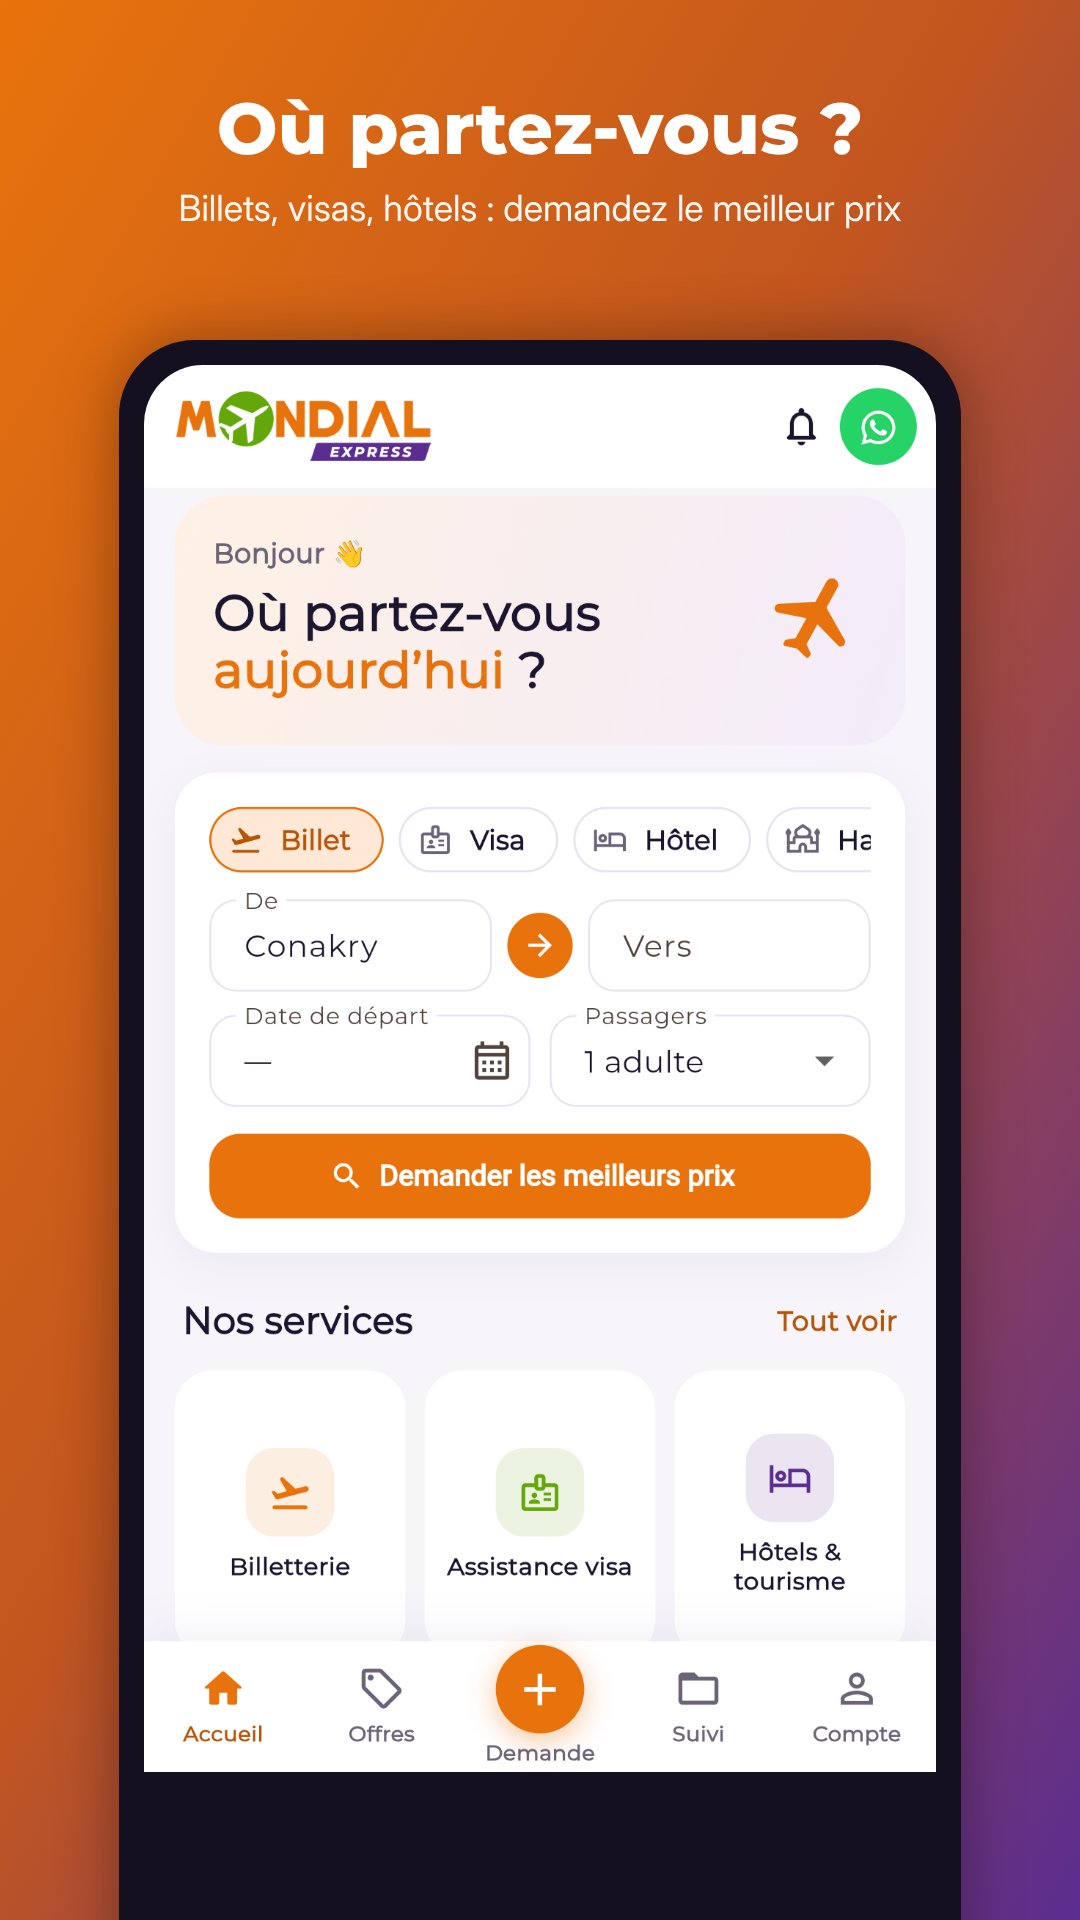 Où partez-vous ?
Billets, visas, hôtels : demandez le meilleur prix
MONDIAL
EXPRESS
Bonjour 👋
Où partez-vous
aujourd’hui ?
Billet
Visa
Hôtel
Ha
De
Conakry
Vers
Date de départ
Passagers
—
1 adulte
Demander les meilleurs prix
Nos services
Tout voir
Billetterie
Assistance visa
Hôtels &
tourisme
Accueil
Offres
Demande
Suivi
Compte